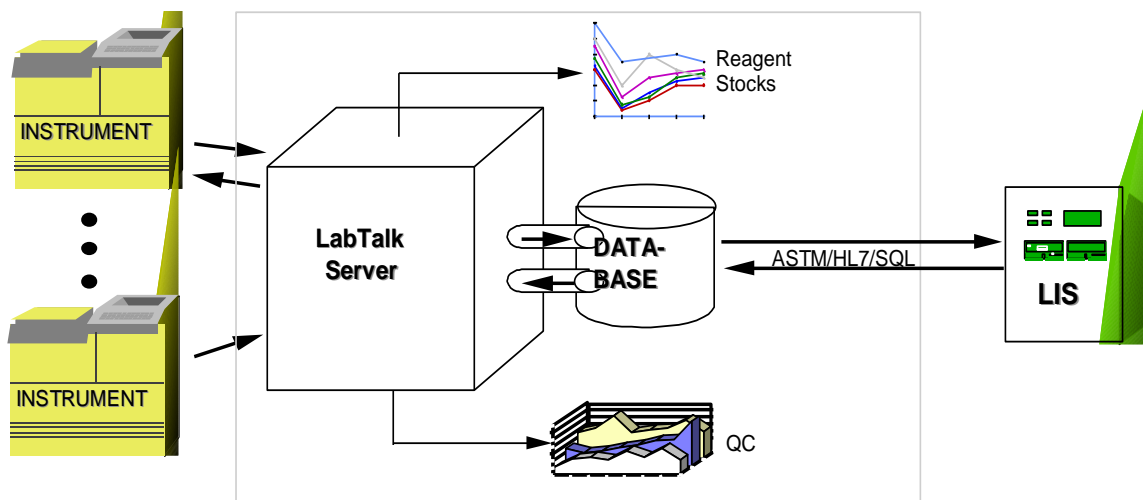 INSTRUMENT
Reagent
Stocks
LabTalk
Server
DATA-
BASE
ASTM/HL7/SQL
LIS
INSTRUMENT
QC